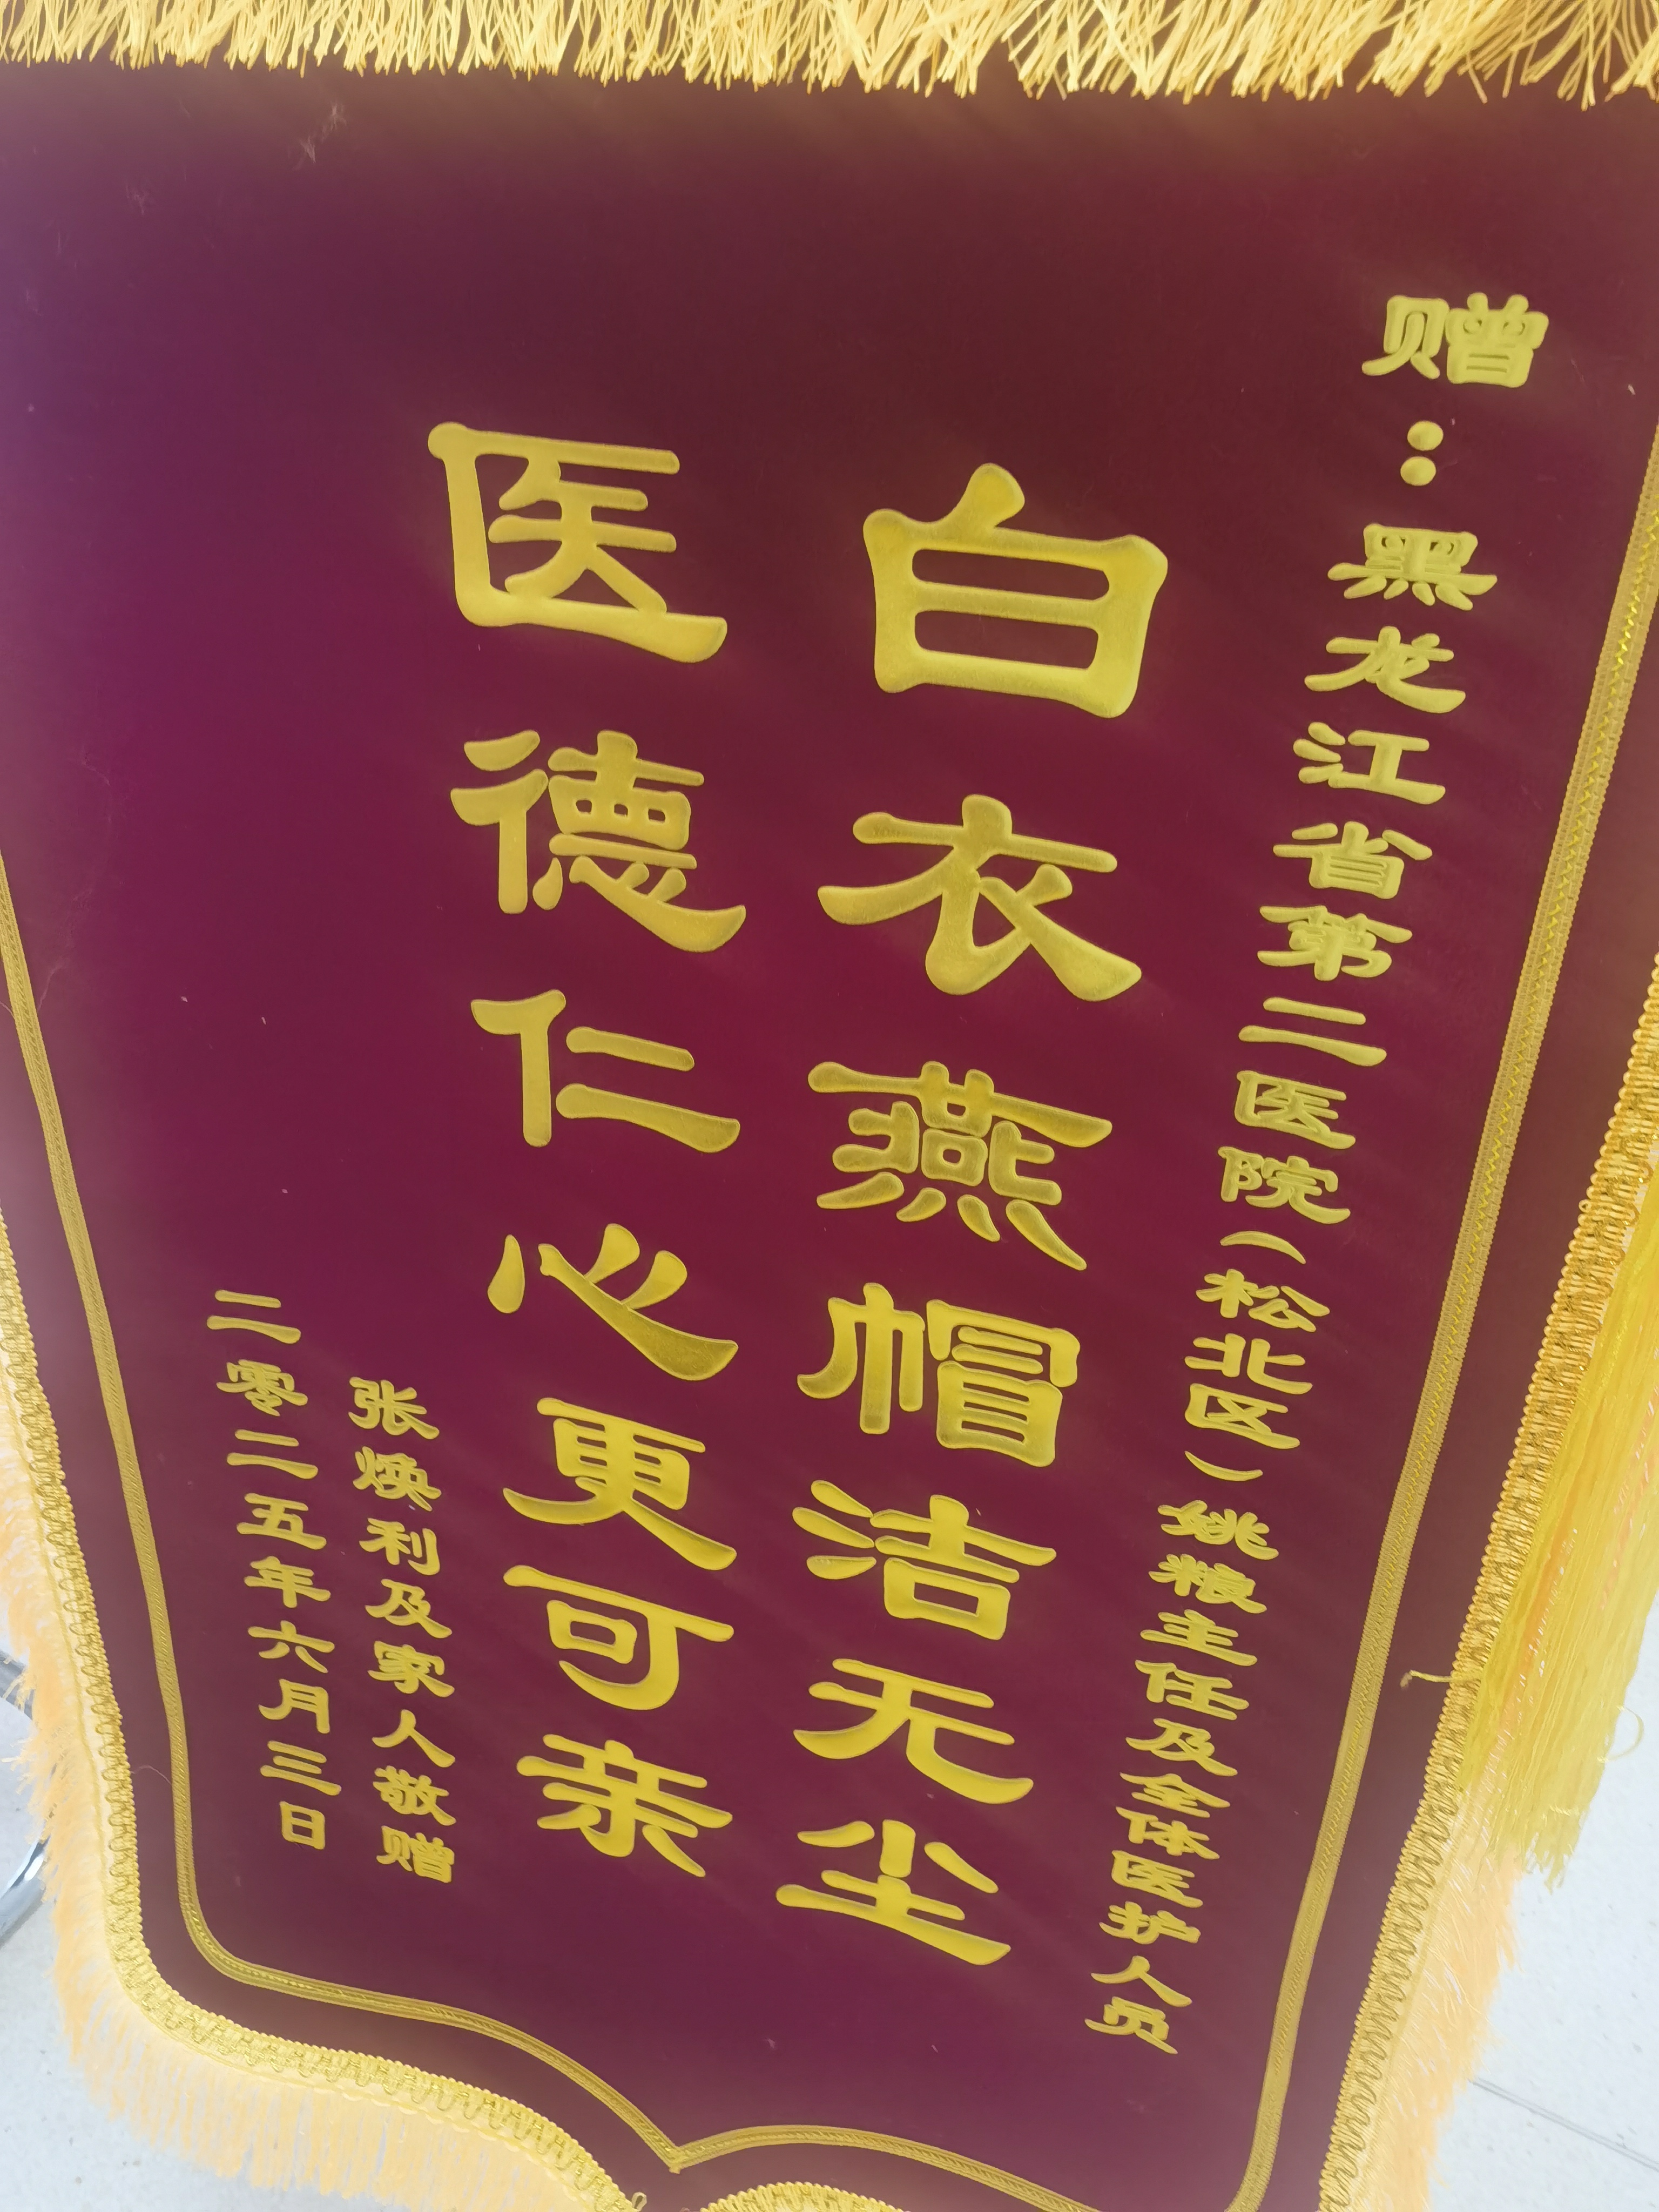 赠：黑龙江省第二医院（松北区）姚粮主任及全体医护人员
白衣燕帽洁无尘
医德仁心更可亲
张焕利及家人敬赠
二零二五年六月三日